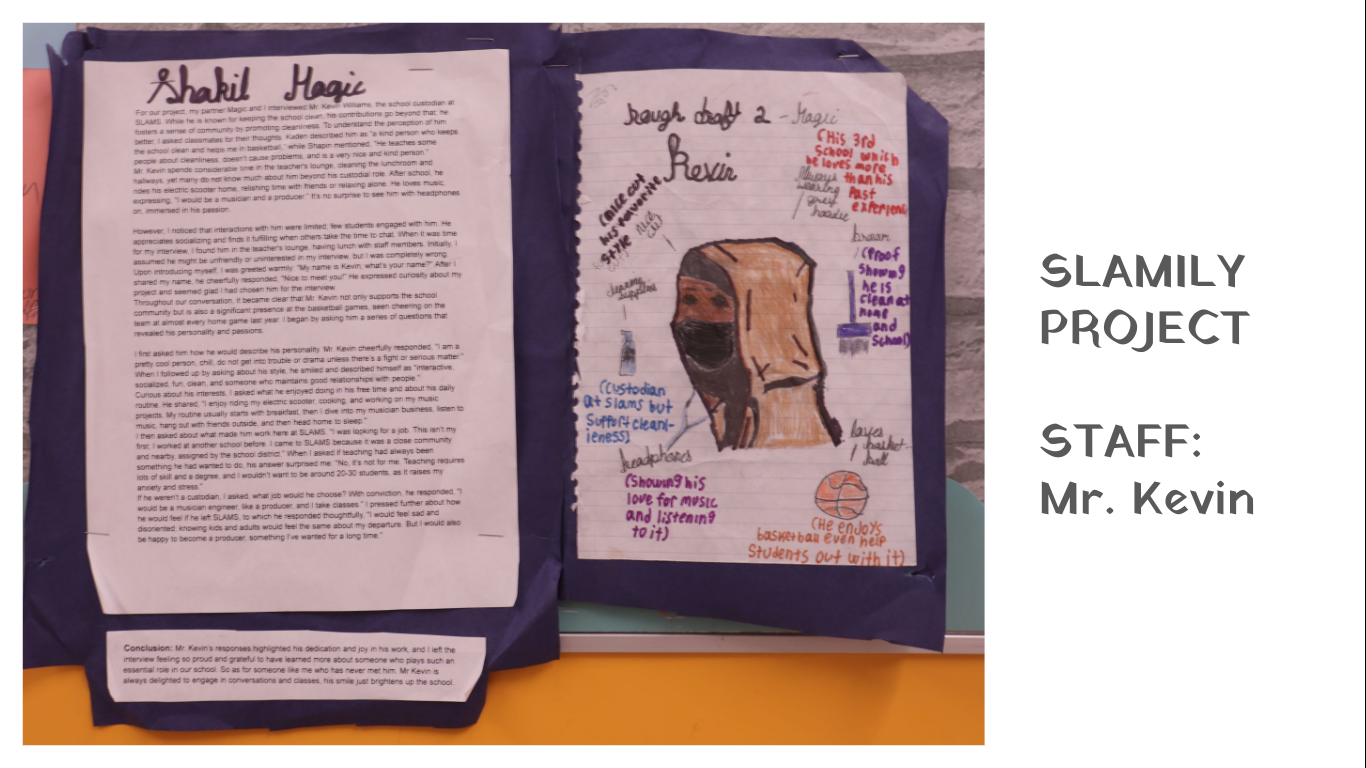 Shakil Magic
For our project, my partner Magic and I interviewed Mr. Kevin Williams, the school custodian at
SLAMS. While he is known for keeping the school clean, his contributions go beyond that; he
fosters a sense of community by promoting cleanliness. To understand the perception of him
better, I asked classmates for their thoughts. Kaden described him as "a kind person who keeps
the school clean and helps me in basketball," while Shapin mentioned, "He teaches some
people about cleanliness, doesn't cause problems, and is a very nice and kind person."
Mr. Kevin spends considerable time in the teacher's lounge, cleaning the lunchroom and
hallways, yet many do not know much about him beyond his custodial role. After school, he
rides his electric scooter home, relishing time with friends or relaxing alone. He loves music,
expressing, "I would be a musician and a producer." It's no surprise to see him with headphones
on, immersed in his passion.
However, I noticed that interactions with him were limited; few students engaged with him. He
appreciates socializing and finds it fulfilling when others take the time to chat. When it was time
for my interview, I found him in the teacher's lounge, having lunch with staff members. Initially, I
assumed he might be unfriendly or uninterested in my interview, but I was completely wrong.
Upon introducing myself, I was greeted warmly: "My name is Kevin, what's your name?" After I
shared my name, he cheerfully responded, "Nice to meet you!" He expressed curiosity about my
project and seemed glad I had chosen him for the interview.
Throughout our conversation, it became clear that Mr. Kevin not only supports the school
community but is also a significant presence at the basketball games, seen cheering on the
team at almost every home game last year. I began by asking him a series of questions that
revealed his personality and passions.
I first asked him how he would describe his personality. Mr. Kevin cheerfully responded, "I am a
pretty cool person, chill, do not get into trouble or drama unless there's a fight or serious matter."
When I followed up by asking about his style, he smiled and described himself as "interactive,
socialized, fun, clean, and someone who maintains good relationships with people."
Curious about his interests, I asked what he enjoyed doing in his free time and about his daily
routine. He shared, "I enjoy riding my electric scooter, cooking, and working on my music
projects. My routine usually starts with breakfast, then I dive into my musician business, listen to
music, hang out with friends outside, and then head home to sleep."
I then asked about what made him work here at SLAMS. "I was looking for a job. This isn't my
first; I worked at another school before. I came to SLAMS because it was a close community
and nearby, assigned by the school district." When I asked if teaching had always been
something he had wanted to do, his answer surprised me. "No, it's not for me. Teaching requires
lots of skill and a degree, and I wouldn't want to be around 20-30 students, as it raises my
anxiety and stress."
If he weren't a custodian, I asked, what job would he choose? With conviction, he responded, "I
would be a musician engineer, like a producer, and I take classes." I pressed further about how
he would feel if he left SLAMS, to which he responded thoughtfully, "I would feel sad and
disoriented, knowing kids and adults would feel the same about my departure. But I would also
be happy to become a producer, something I've wanted for a long time."
Conclusion: Mr. Kevin's responses highlighted his dedication and joy in his work, and I left the
interview feeling so proud and grateful to have learned more about someone who plays such an
essential role in our school. So as for someone like me who has never met him. Mr Kevin is
always delighted to engage in conversations and classes, his smile just brightens up the school.
rough draft 2 - Magic
Kevin
(His 3rd
School which
he loves more
than his
Past
experienc
Always
wearing
grey
hoodie
his favorite
Style
broom
(Proof
showing
he is
clean at
home
and
School)
(Custodian
at Slams but
Support cleanl-
ieness)
headphones
(Showing his
love for music
and listening
to it)
loves
basket-
ball
(He enjoys
basketball even help
Students out with it)
SLAMILY
PROJECT
STAFF:
Mr. Kevin